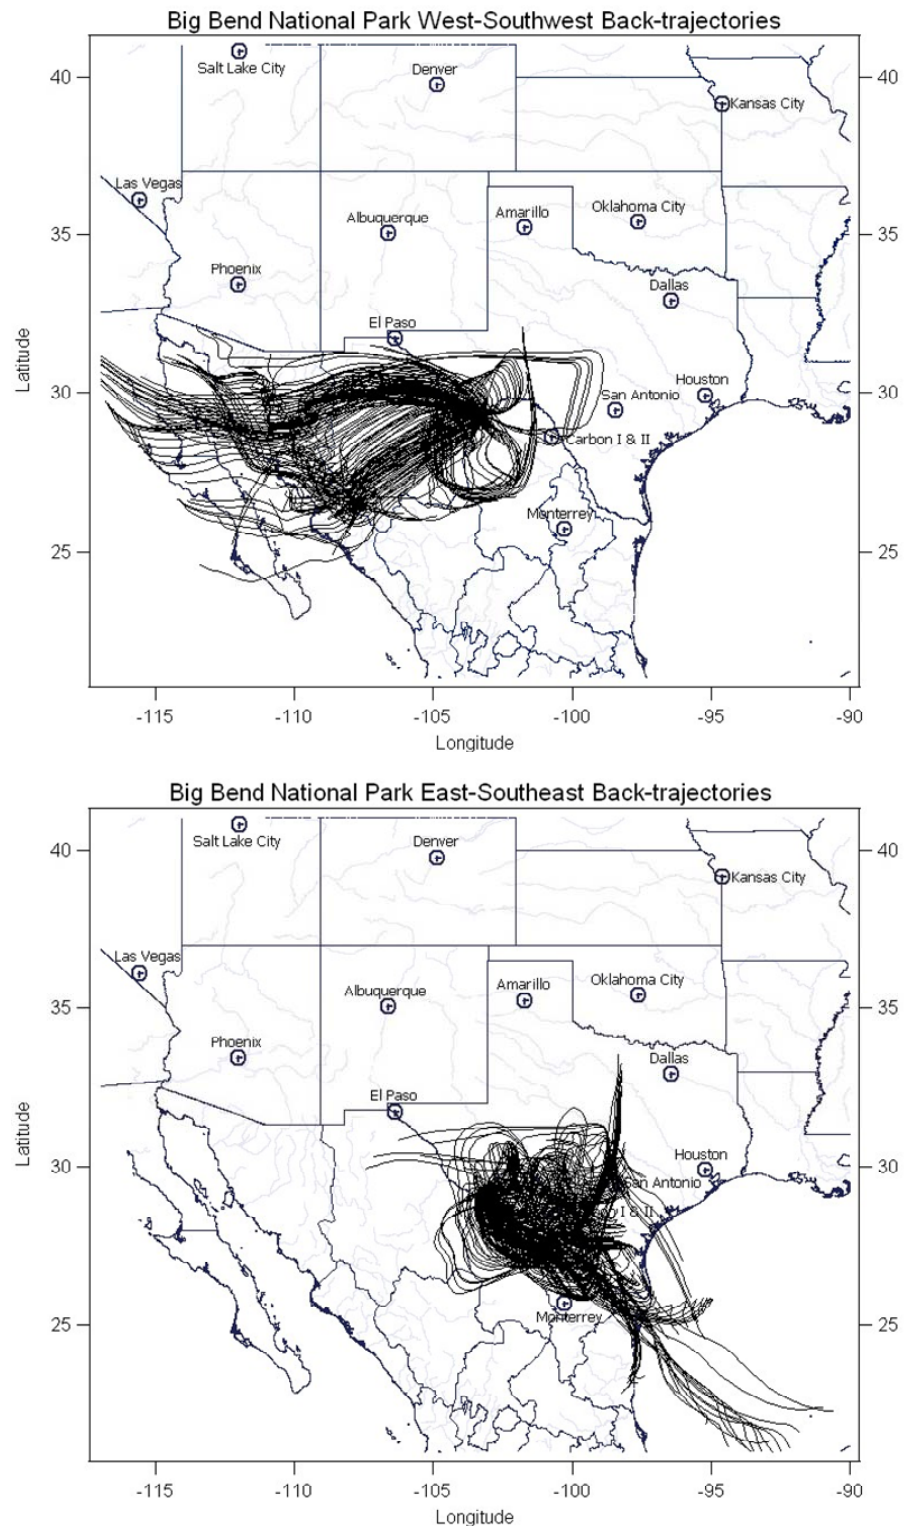 Big Bend National Park West-Southwest Back-trajectories
40
Salt Lake City
Denver
Kansas City
40
Las Vegas
Albuquerque
Amarillo
Oklahoma City
35
35
Phoenix
Dallas
El Paso
Latitude
30
San Antonio
Houston
30
Carbon I & II
Monterrey
25
25
-115
-110
-105
-100
-95
-90
Longitude
Big Bend National Park East-Southeast Back-trajectories
40
Salt Lake City
Denver
Kansas City
40
Las Vegas
Albuquerque
Amarillo
Oklahoma City
35
35
Phoenix
Dallas
El Paso
Latitude
30
Houston
30
San Antonio
I & II
Monterrey
25
25
-115
-110
-105
-100
-95
-90
Longitude